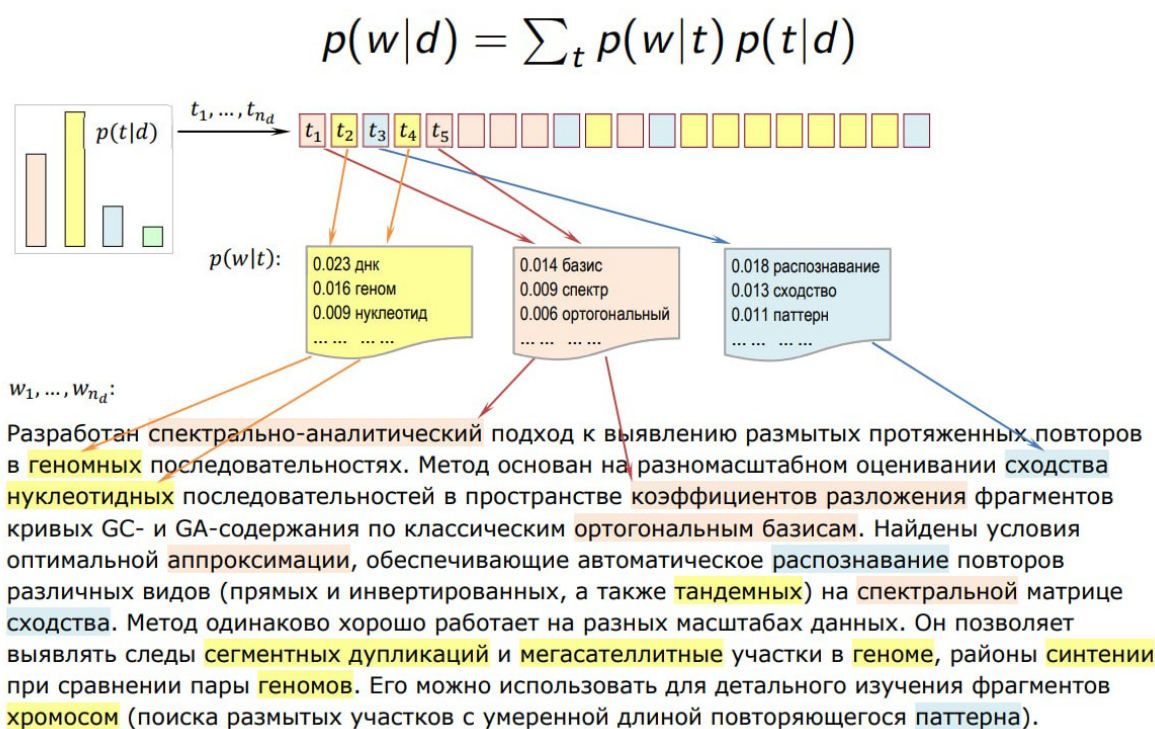 p(w|d) = ∑ₜ p(w|t) p(t|d)
p(t|d)
t₁, …, t_{n_d}
t₁ t₂ t₃ t₄ t₅
p(w|t):
0.023 днк
0.016 геном
0.009 нуклеотид
… … … …
0.014 базис
0.009 спектр
0.006 ортогональный
… … … …
0.018 распознавание
0.013 сходство
0.011 паттерн
… … … …
w₁, …, w_{n_d}:
Разработан спектрально-аналитический подход к выявлению размытых протяженных повторов
в геномных последовательностях. Метод основан на разномасштабном оценивании сходства
нуклеотидных последовательностей в пространстве коэффициентов разложения фрагментов
кривых GC- и GA-содержания по классическим ортогональным базисам. Найдены условия
оптимальной аппроксимации, обеспечивающие автоматическое распознавание повторов
различных видов (прямых и инвертированных, а также тандемных) на спектральной матрице
сходства. Метод одинаково хорошо работает на разных масштабах данных. Он позволяет
выявлять следы сегментных дупликаций и мегасателлитные участки в геноме, районы синтении
при сравнении пары геномов. Его можно использовать для детального изучения фрагментов
хромосом (поиска размытых участков с умеренной длиной повторяющегося паттерна).